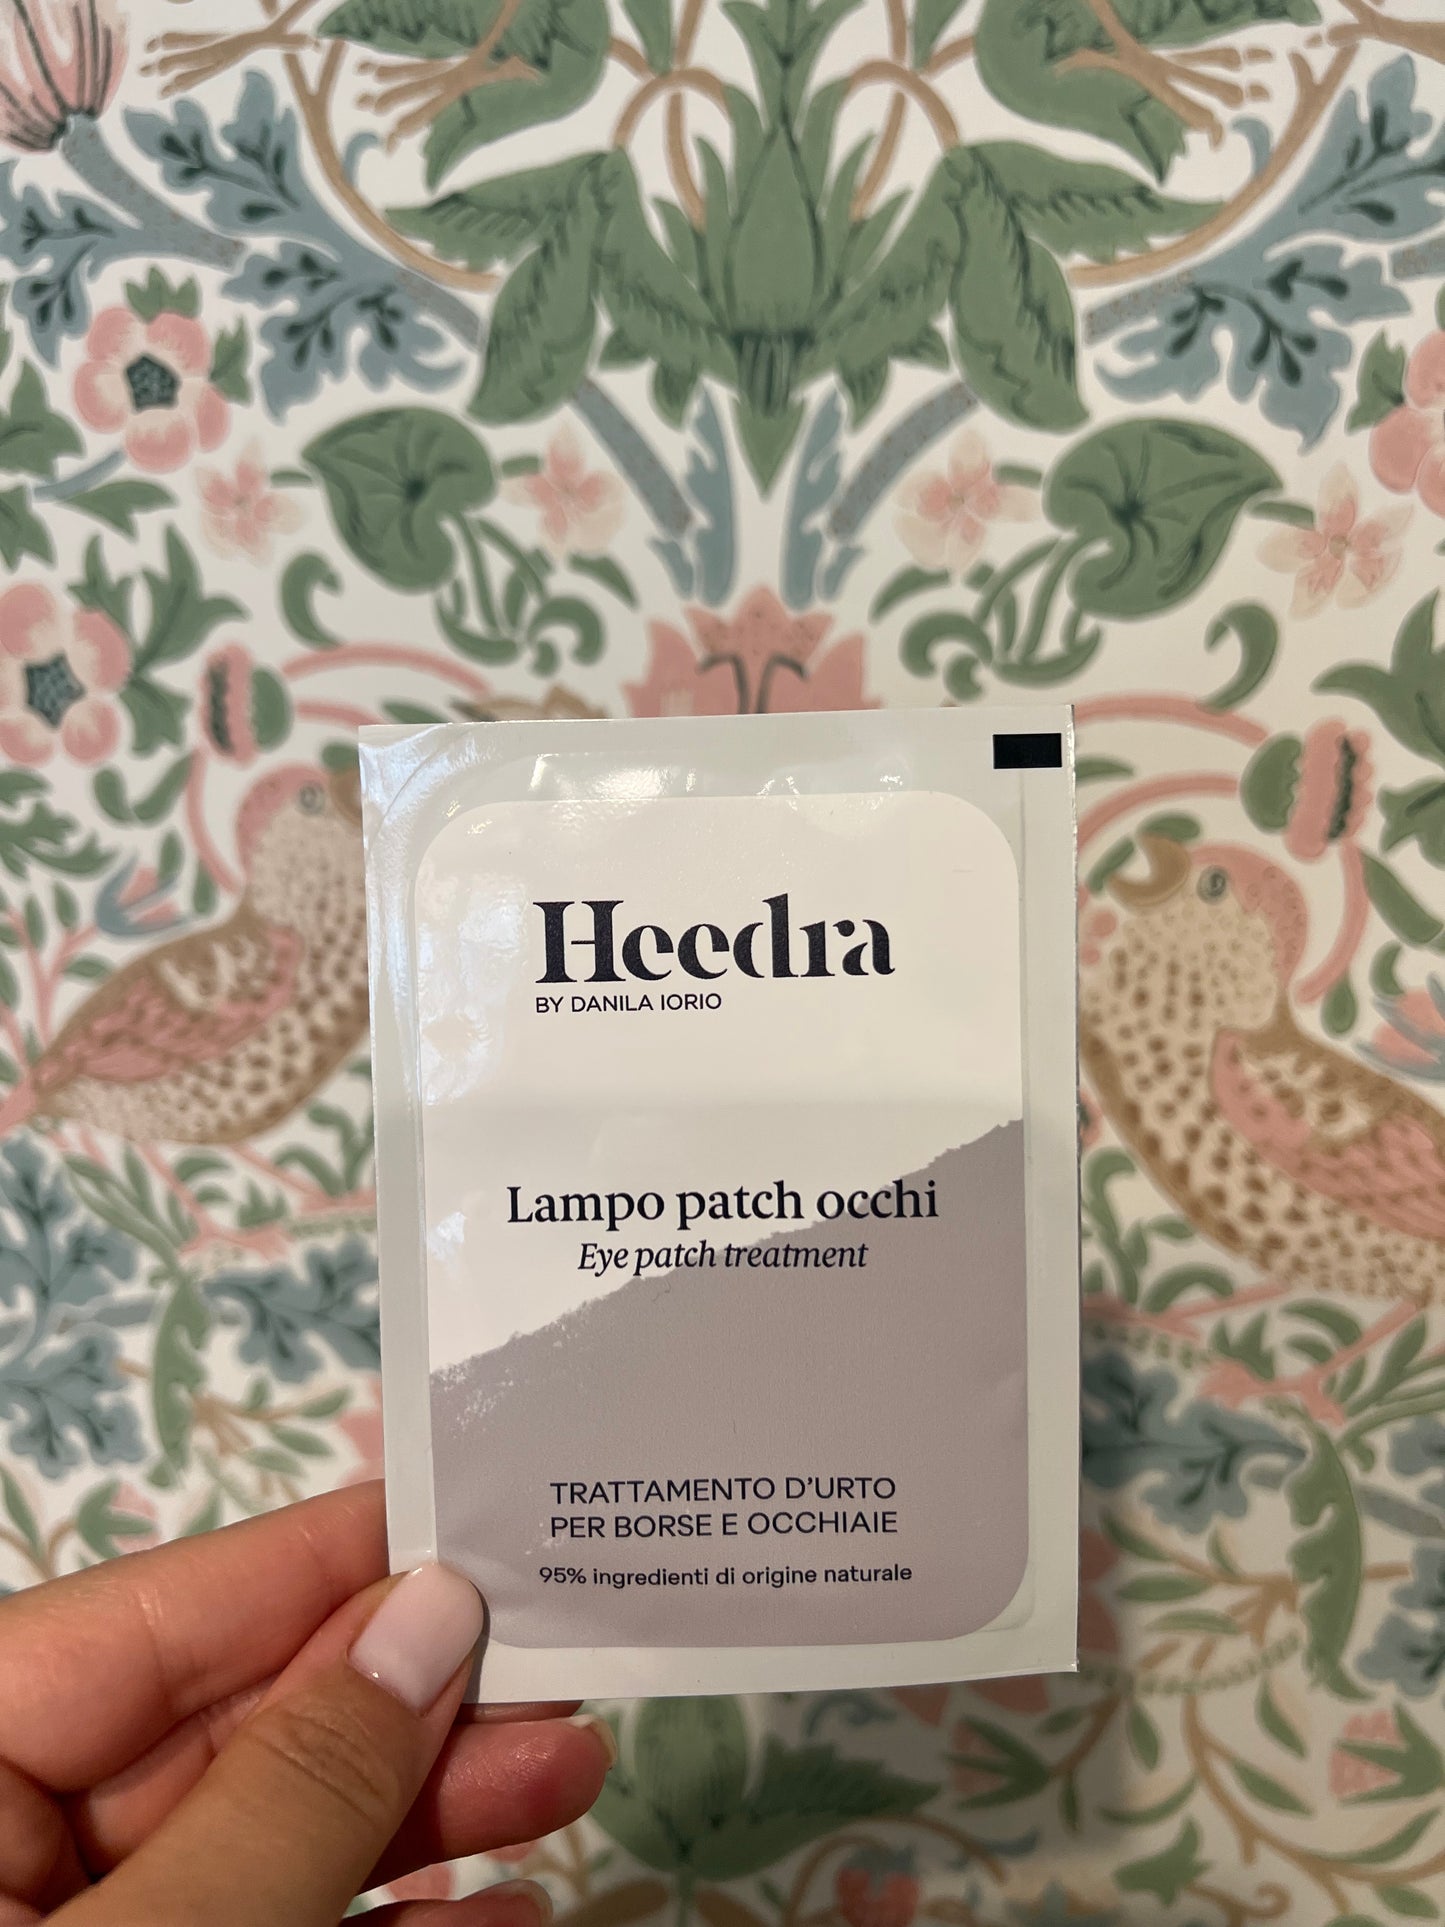 Heedra
BY DANILA IORIO
Lampo patch occhi
Eye patch treatment
TRATTAMENTO D'URTO
PER BORSE E OCCHIAIE
95% ingredienti di origine naturale